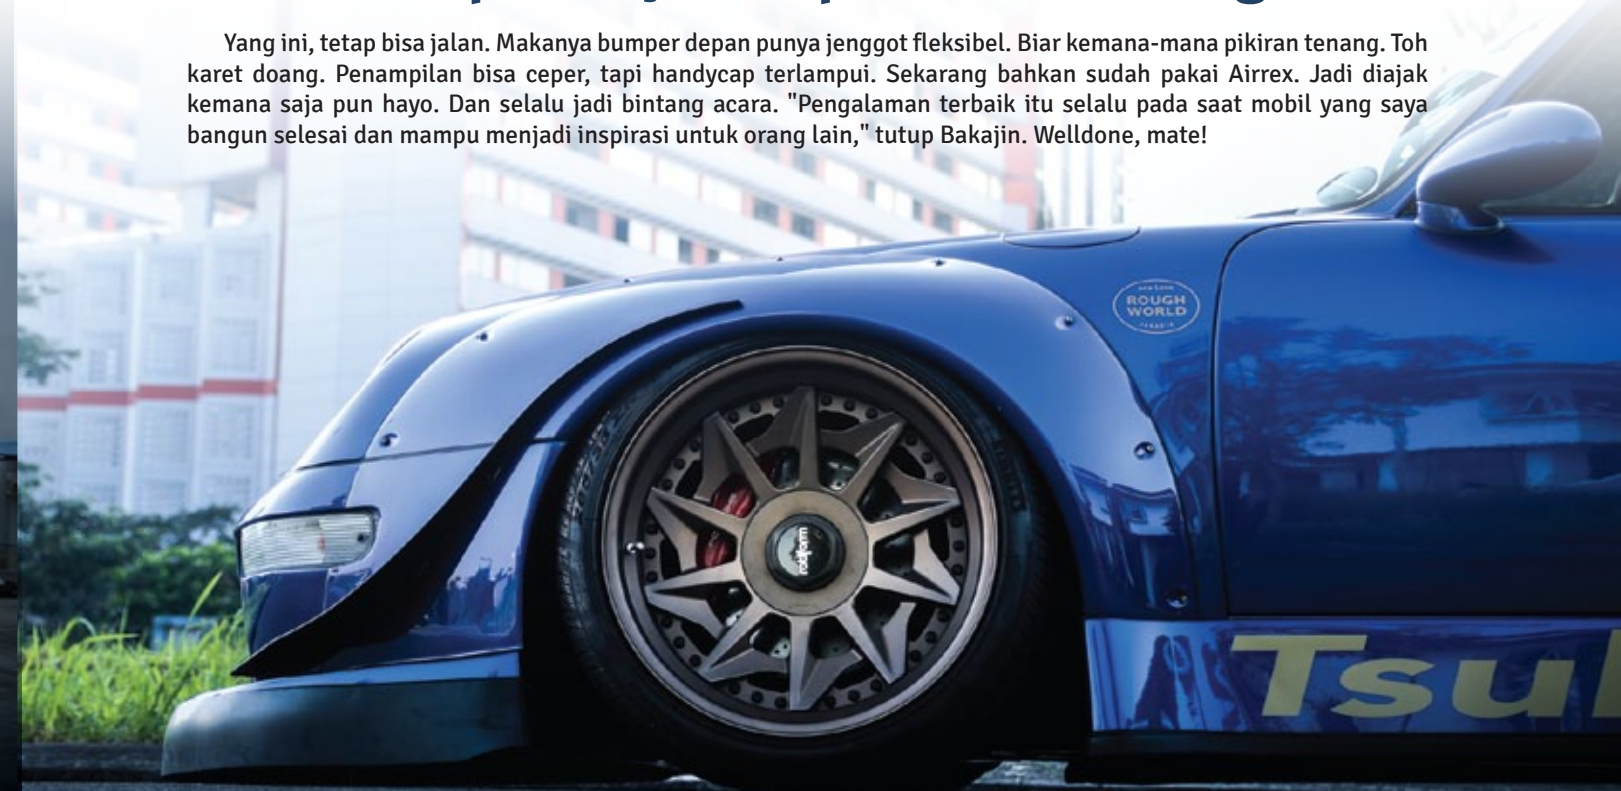 Yang ini, tetap bisa jalan. Makanya bumper depan punya jenggot fleksibel. Biar kemana-mana pikiran tenang. Toh
karet doang. Penampilan bisa ceper, tapi handycap terlampui. Sekarang bahkan sudah pakai Airrex. Jadi diajak
kemana saja pun hayo. Dan selalu jadi bintang acara. "Pengalaman terbaik itu selalu pada saat mobil yang saya
bangun selesai dan mampu menjadi inspirasi untuk orang lain," tutup Bakajin. Welldone, mate!
ROUGH
WORLD
rotiform
Tsu